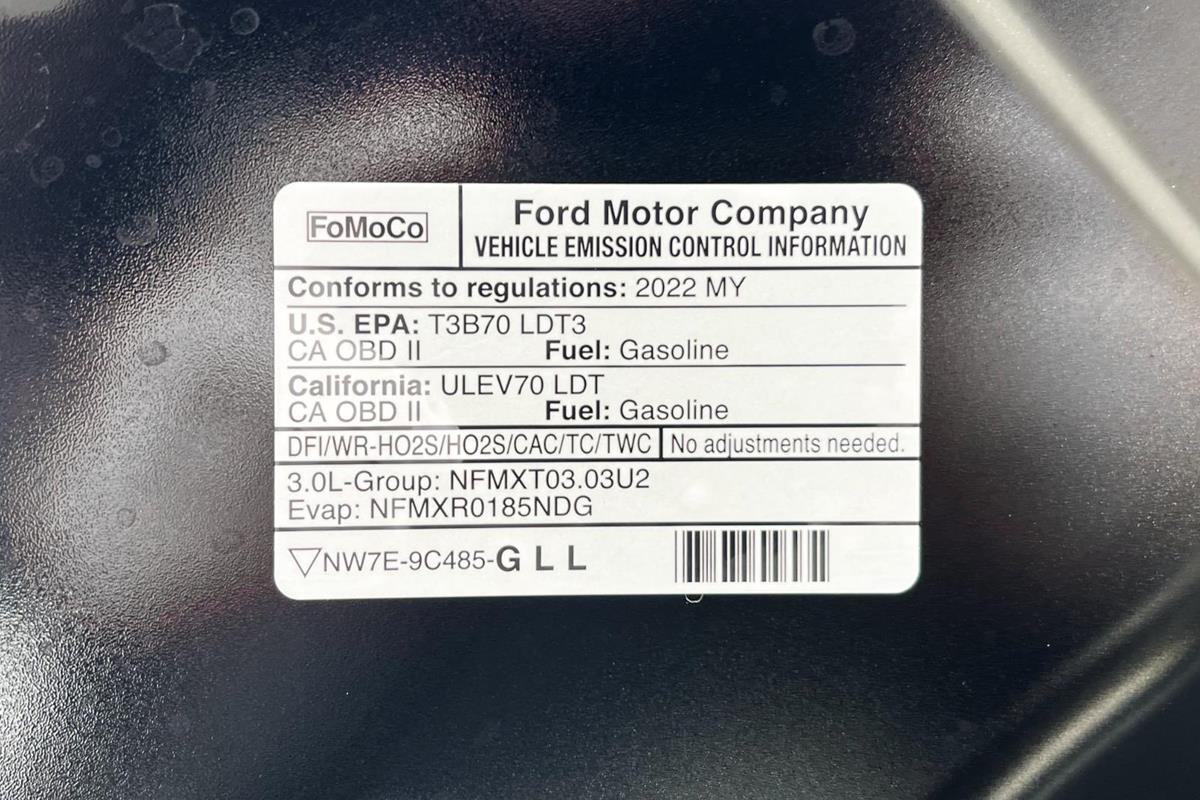 FoMoCo
Ford Motor Company
VEHICLE EMISSION CONTROL INFORMATION
Conforms to regulations: 2022 MY
U.S. EPA: T3B70 LDT3
CA OBD II Fuel: Gasoline
California: ULEV70 LDT
CA OBD II Fuel: Gasoline
DFI/WR-HO2S/HO2S/CAC/TC/TWC No adjustments needed.
3.0L-Group: NFMXT03.03U2
Evap: NFMXR0185NDG
NW7E-9C485-G L L